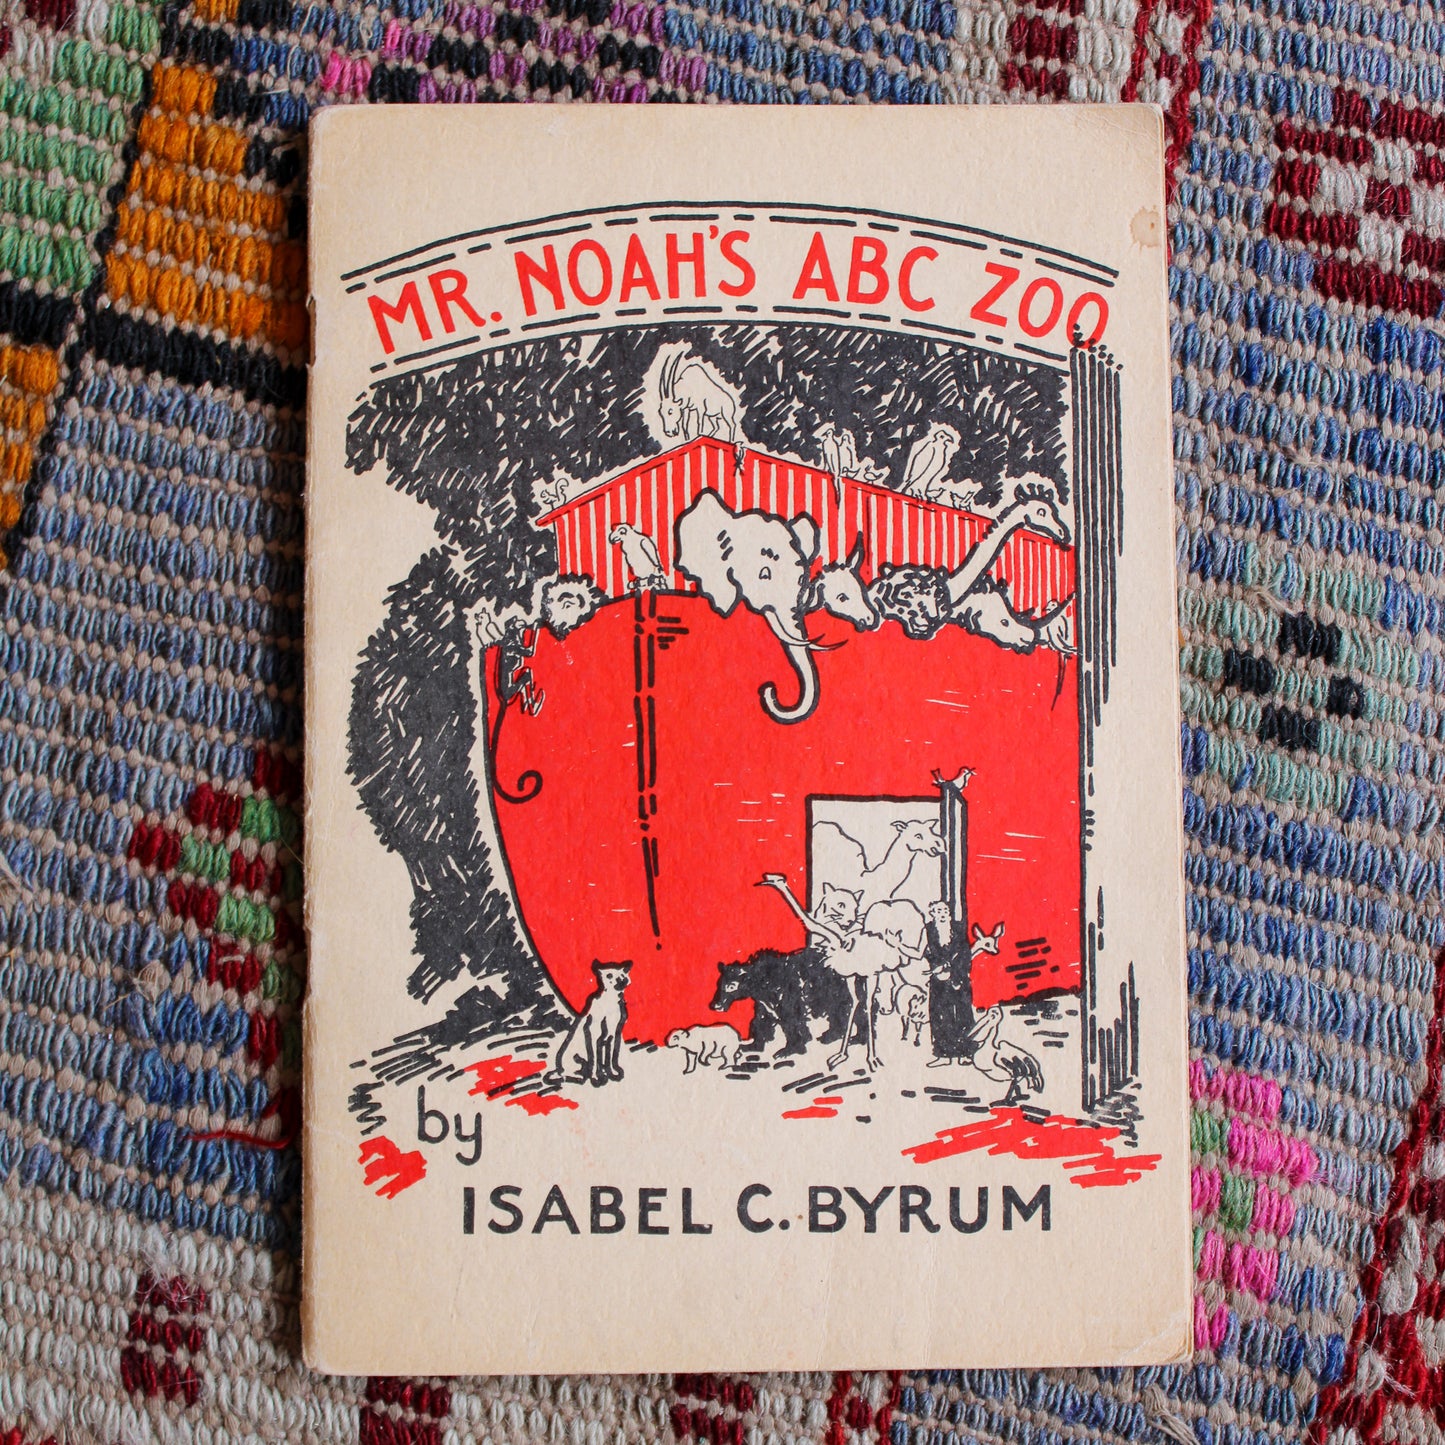 MR. NOAH'S ABC ZOO
by
ISABEL C. BYRUM